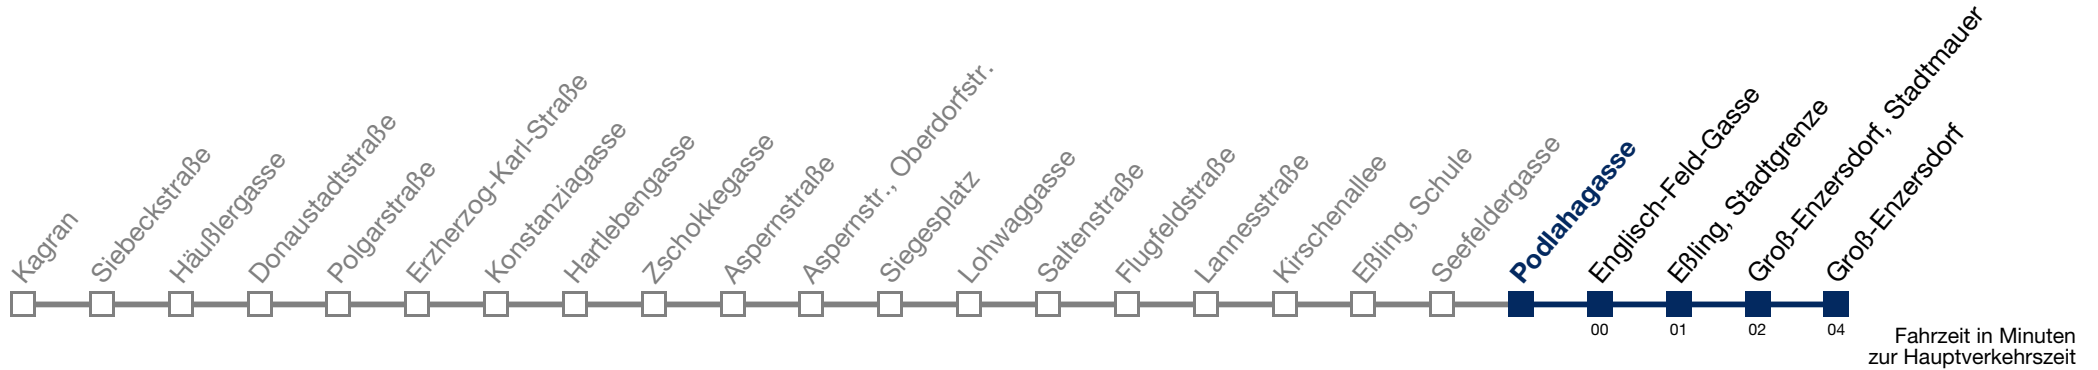 Kagran
Siebeckstraße
Häußlergasse
Donaustadtstraße
Polgarstraße
Erzherzog-Karl-Straße
Konstanziagasse
Hartlebengasse
Zschokkegasse
Aspernstraße
Aspernstr., Oberdorfstr.
Siegesplatz
Lohwaggasse
Saltenstraße
Flugfeldstraße
Lannesstraße
Kirschenallee
Eßling, Schule
Seefeldergasse
Podlahagasse
Englisch-Feld-Gasse
Eßling, Stadtgrenze
Groß-Enzersdorf, Stadtmauer
Groß-Enzersdorf
00
01
02
04
Fahrzeit in Minuten
zur Hauptverkehrszeit